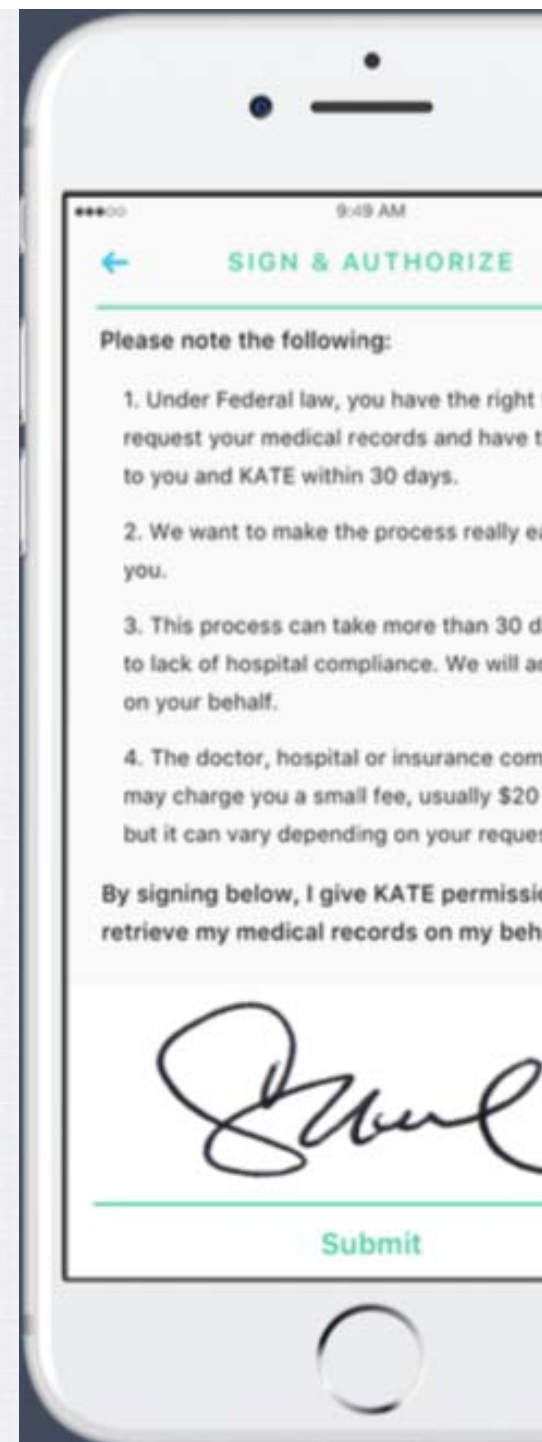 9:49 AM
SIGN & AUTHORIZE
Please note the following:
1. Under Federal law, you have the right
request your medical records and have
to you and KATE within 30 days.
2. We want to make the process really
you.
3. This process can take more than 30
to lack of hospital compliance. We will
on your behalf.
4. The doctor, hospital or insurance
may charge you a small fee, usually $20
but it can vary depending on your
By signing below, I give KATE
retrieve my medical records on my
Submit